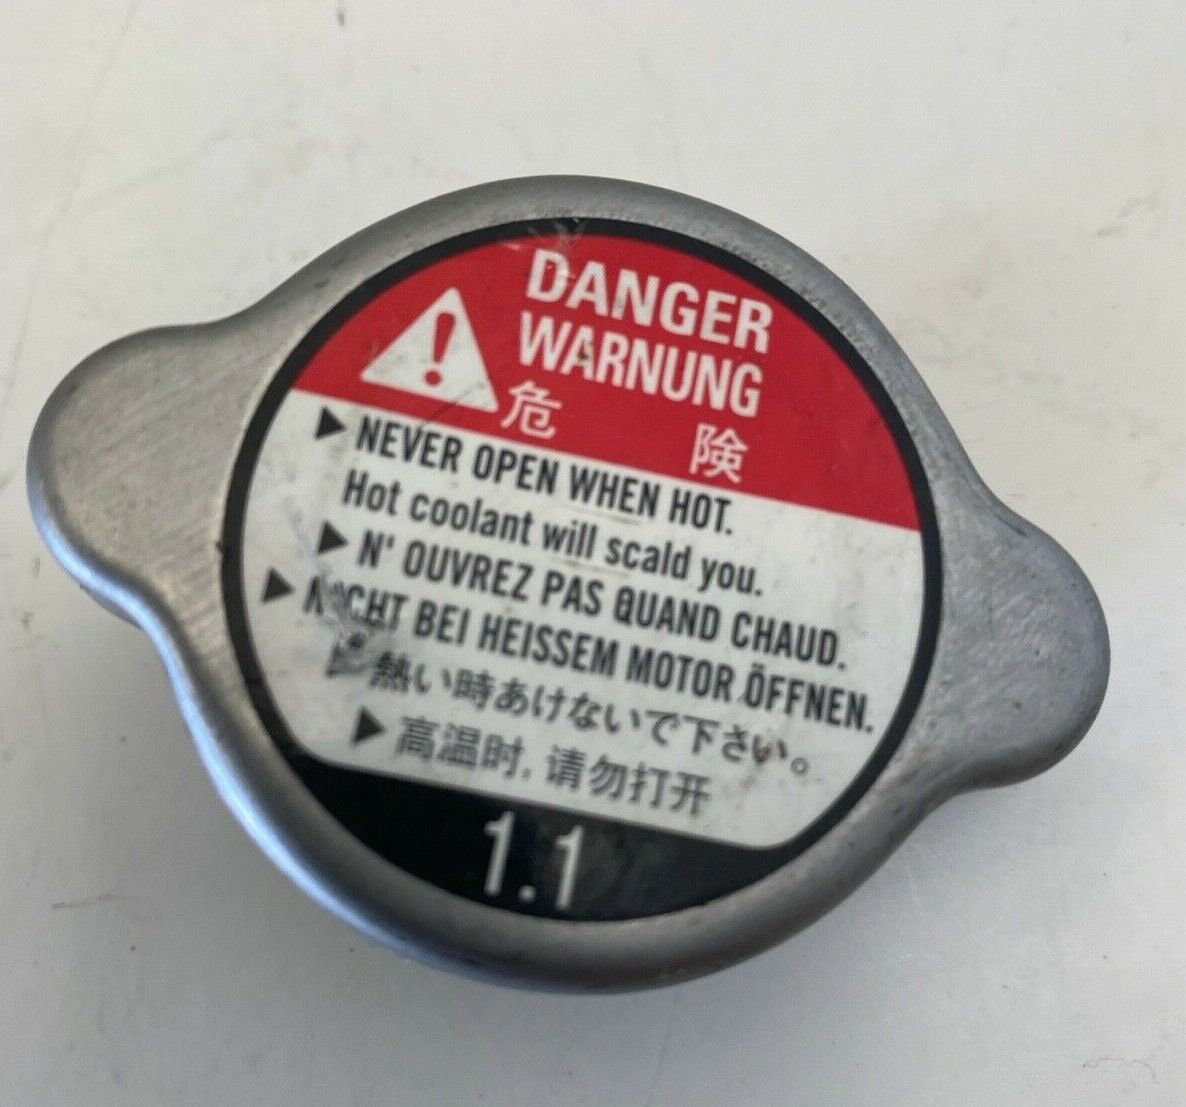 DANGER
WARNUNG
危 険
▶ NEVER OPEN WHEN HOT.
Hot coolant will scald you.
▶ N' OUVREZ PAS QUAND CHAUD.
▶ NICHT BEI HEISSEM MOTOR ÖFFNEN.
▶ 熱い時あけないで下さい。
▶ 高温时, 请勿打开
1.1